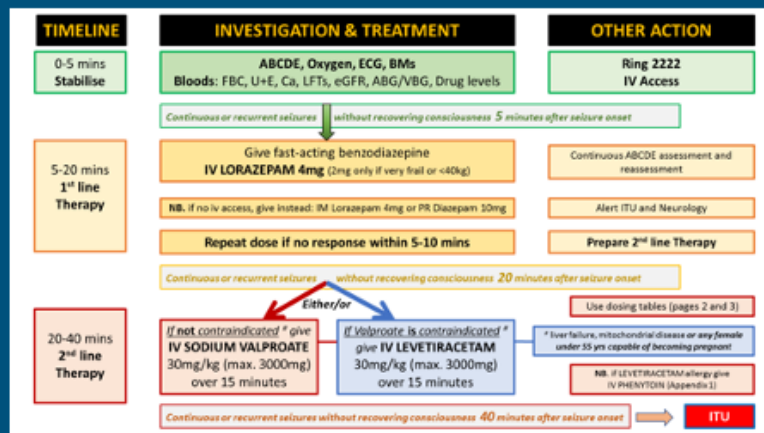 TIMELINE
INVESTIGATION & TREATMENT
OTHER ACTION
0-5 mins
Stabilise
ABCDE, Oxygen, ECG, BMs
Bloods: FBC, U+E, Ca, LFTs, eGFR, ABG/VBG, Drug levels
Ring 2222
IV Access
Continuous or recurrent seizures without recovering consciousness 5 minutes after seizure onset
5-20 mins
1st line
Therapy
Give fast-acting benzodiazepine
IV LORAZEPAM 4mg (2mg only if very frail or <40kg)
Continuous ABCDE assessment and
reassessment
NB. if no iv access, give instead: IM Lorazepam 4mg or PR Diazepam 10mg
Alert ITU and Neurology
Repeat dose if no response within 5-10 mins
Prepare 2nd line Therapy
Continuous or recurrent seizures without recovering consciousness 20 minutes after seizure onset
Either/or
Use dosing tables (pages 2 and 3)
20-40 mins
2nd line
Therapy
If not contraindicated # give
IV SODIUM VALPROATE
30mg/kg (max. 3000mg)
over 15 minutes
If Valproate is contraindicated #
give IV LEVETIRACETAM
30mg/kg (max. 3000mg)
over 15 minutes
# liver failure, mitochondrial disease or any female
under 55 yrs capable of becoming pregnant!
NB. if LEVETIRACETAM allergy give
IV PHENYTOIN (Appendix 1)
Continuous or recurrent seizures without recovering consciousness 40 minutes after seizure onset
ITU